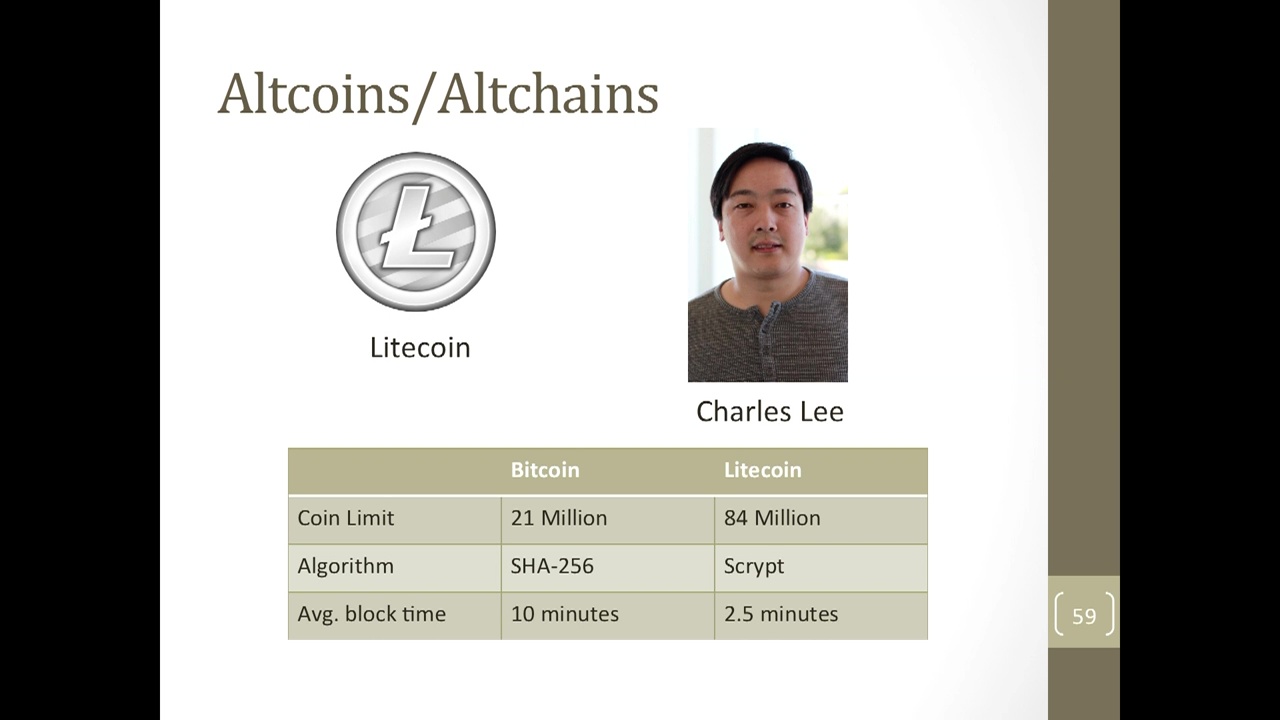 Altcoins/Altchains
Litecoin
Charles Lee
Bitcoin Litecoin
Coin Limit 21 Million 84 Million
Algorithm SHA-256 Scrypt
Avg. block time 10 minutes 2.5 minutes
59